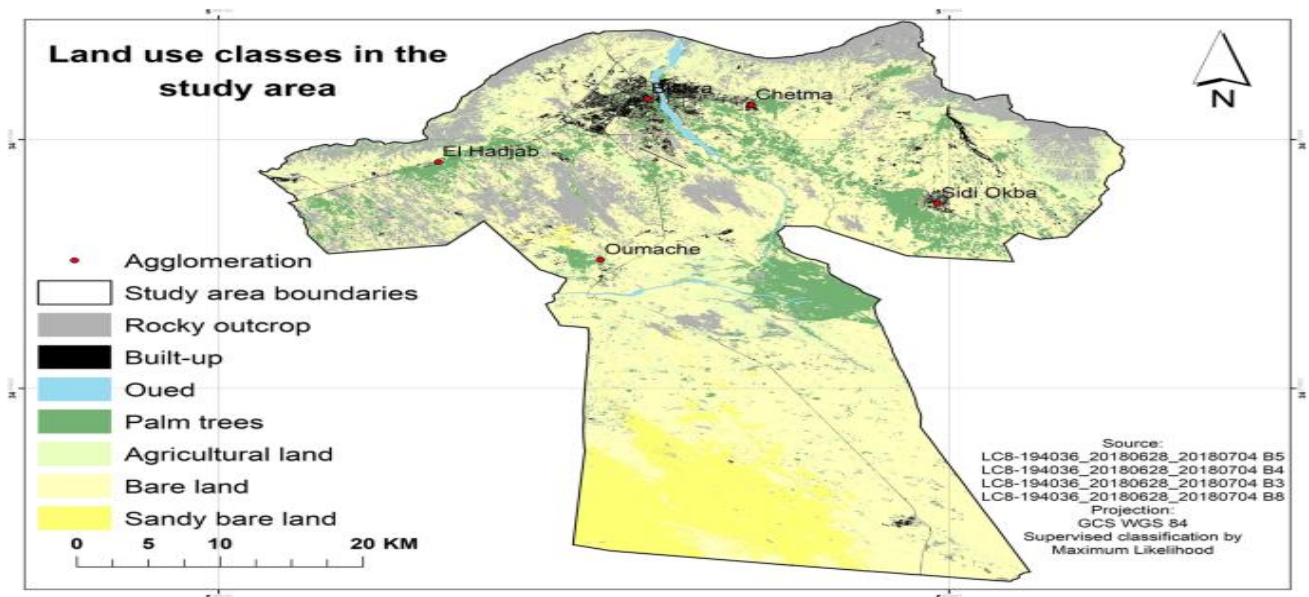 Land use classes in the
study area
N
Biskra
Chetma
El Hadjab
Sidi Okba
Oumache
Agglomeration
Study area boundaries
Rocky outcrop
Built-up
Oued
Palm trees
Agricultural land
Bare land
Sandy bare land
0 5 10 20 KM
Source:
LC8-194036_20180628_20180704 B5
LC8-194036_20180628_20180704 B4
LC8-194036_20180628_20180704 B3
LC8-194036_20180628_20180704 B8
Projection:
GCS WGS 84
Supervised classification by
Maximum Likelihood